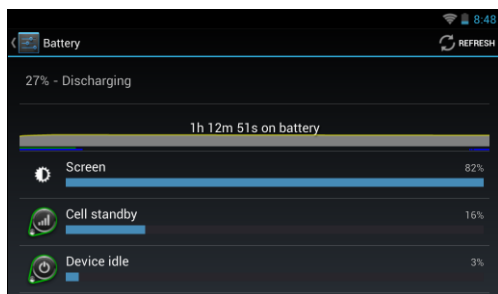 8:48
Battery
REFRESH
27% - Discharging
1h 12m 51s on battery
Screen 82%
Cell standby 16%
Device idle 3%